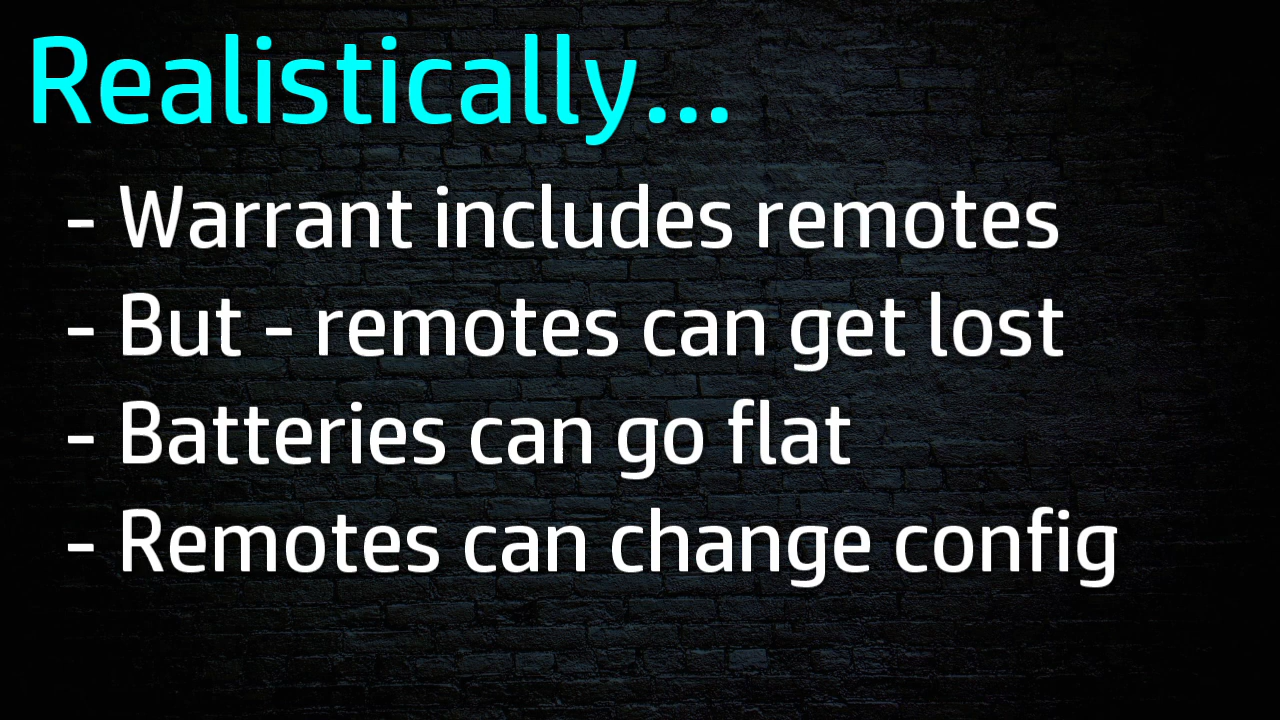 Realistically...
- Warrant includes remotes
- But - remotes can get lost
- Batteries can go flat
- Remotes can change config